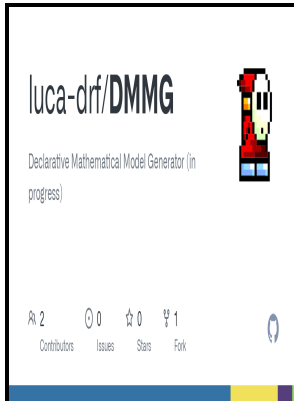 luca-drf/DMMG
Declarative Mathematical Model Generator (in
progress)
2 0 0 1
Contributors Issues Stars Fork